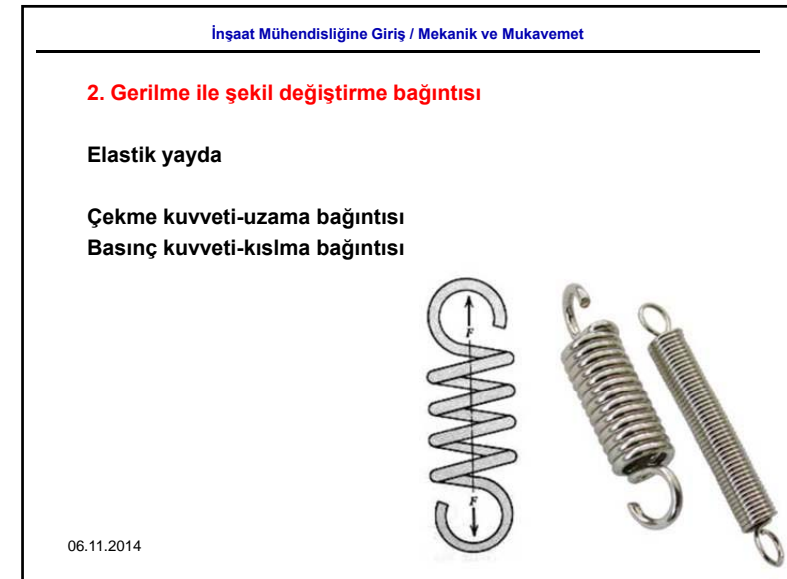 İnşaat Mühendisliğine Giriş / Mekanik ve Mukavemet
2. Gerilme ile şekil değiştirme bağıntısı
Elastik yayda
Çekme kuvveti-uzama bağıntısı
Basınç kuvveti-kıslma bağıntısı
F
F
06.11.2014